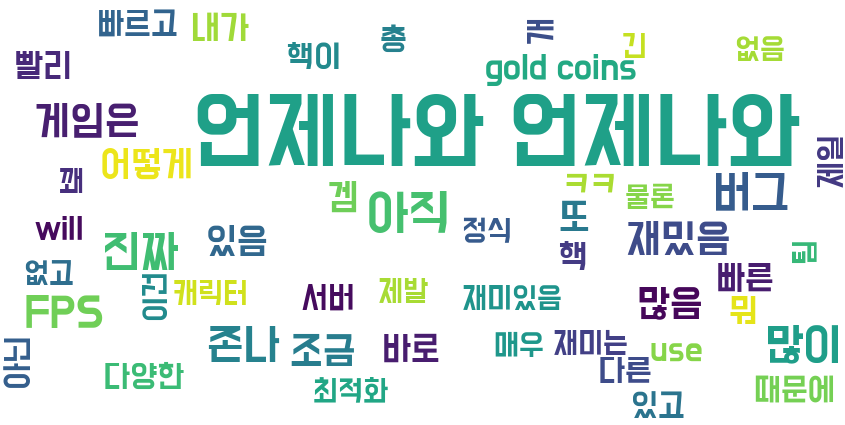 빠르고
내가
개
총
긴
없음
핵이
빨리
gold coins
게임은
언제나와 언제나와
어떻게
제일
꽤
겜
ㅋㅋ
물론
버그
아직
will
정식
또
진짜
있음
재밌음
핵
팀
없고
이건
캐릭터
서버
제발
재미있음
많음
빠른
뭐
FPS
존나
조금
바로
매우
재미는
use
많이
아닌
다양한
최적화
다른
있고
때문에